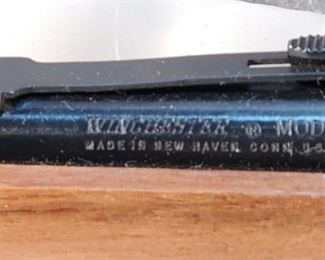 WINCHESTER ® MOD
MADE IN NEW HAVEN CONN. U.S.